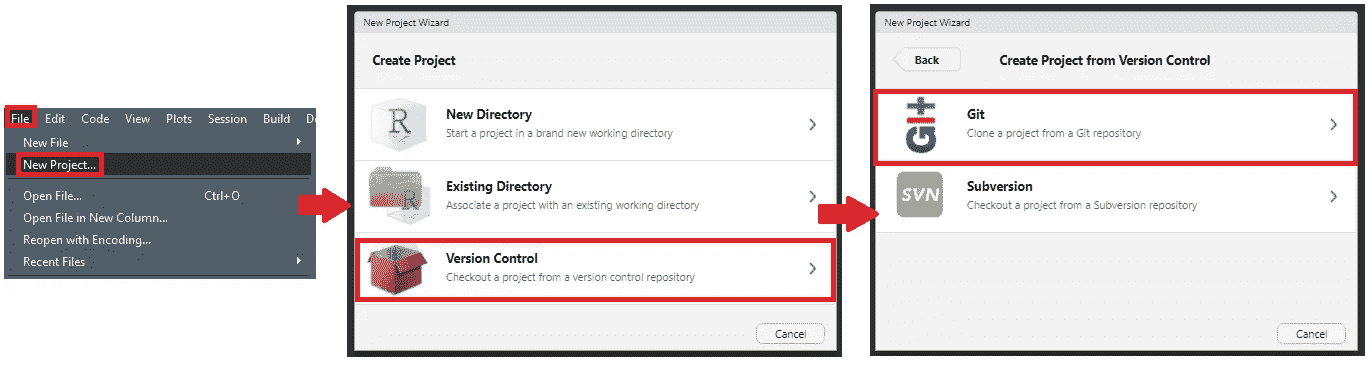 File Edit Code View Plots Session Build
New File
New Project...
Open File... Ctrl+O
Open File in New Column...
Reopen with Encoding...
Recent Files
New Project Wizard
Create Project
R
New Directory
Start a project in a brand new working directory
R
Existing Directory
Associate a project with an existing working directory
Version Control
Checkout a project from a version control repository
Cancel
New Project Wizard
Back
Create Project from Version Control
git
Git
Clone a project from a Git repository
SVN
Subversion
Checkout a project from a Subversion repository
Cancel